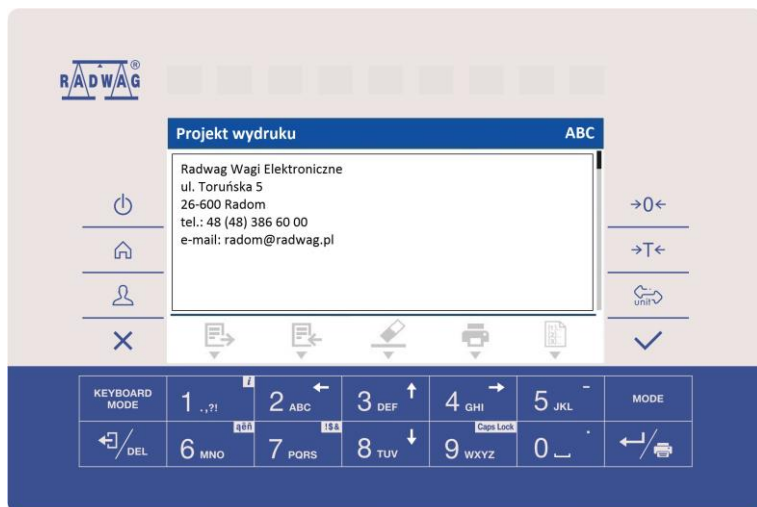 RADWAG®
Projekt wydruku ABC
Radwag Wagi Elektroniczne
ul. Toruńska 5
26-600 Radom
tel.: 48 (48) 386 60 00
e-mail: radom@radwag.pl
→0←
→T←
unit
KEYBOARD MODE
1 .,?! i
2 ABC ←
3 DEF ↑
4 GHI →
5 JKL -
MODE
/DEL
6 MNO qêñ
7 PQRS !$&
8 TUV ↓
9 WXYZ Caps Lock
0 .